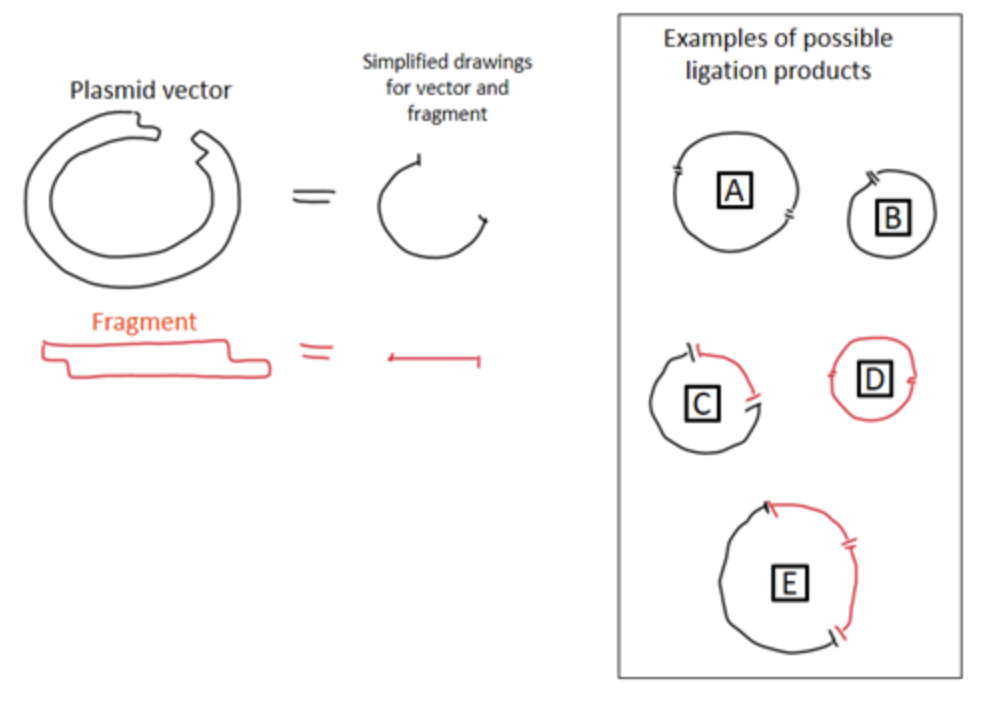 Plasmid vector
Simplified drawings
for vector and
fragment
=
Fragment
=
Examples of possible
ligation products
A
B
C
D
E